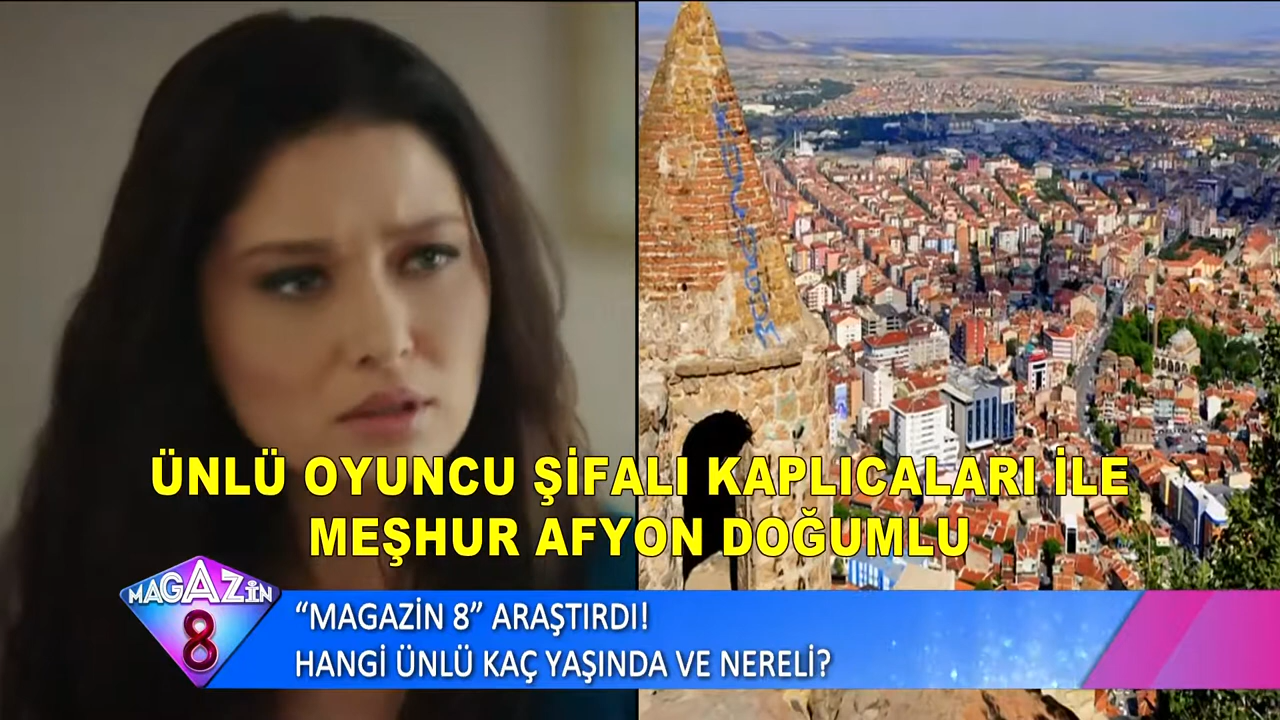 ÜNLÜ OYUNCU ŞİFALI KAPLICALARI İLE
MEŞHUR AFYON DOĞUMLU
MAGAZİN
8
“MAGAZİN 8” ARAŞTIRDI!
HANGİ ÜNLÜ KAÇ YAŞINDA VE NERELİ?